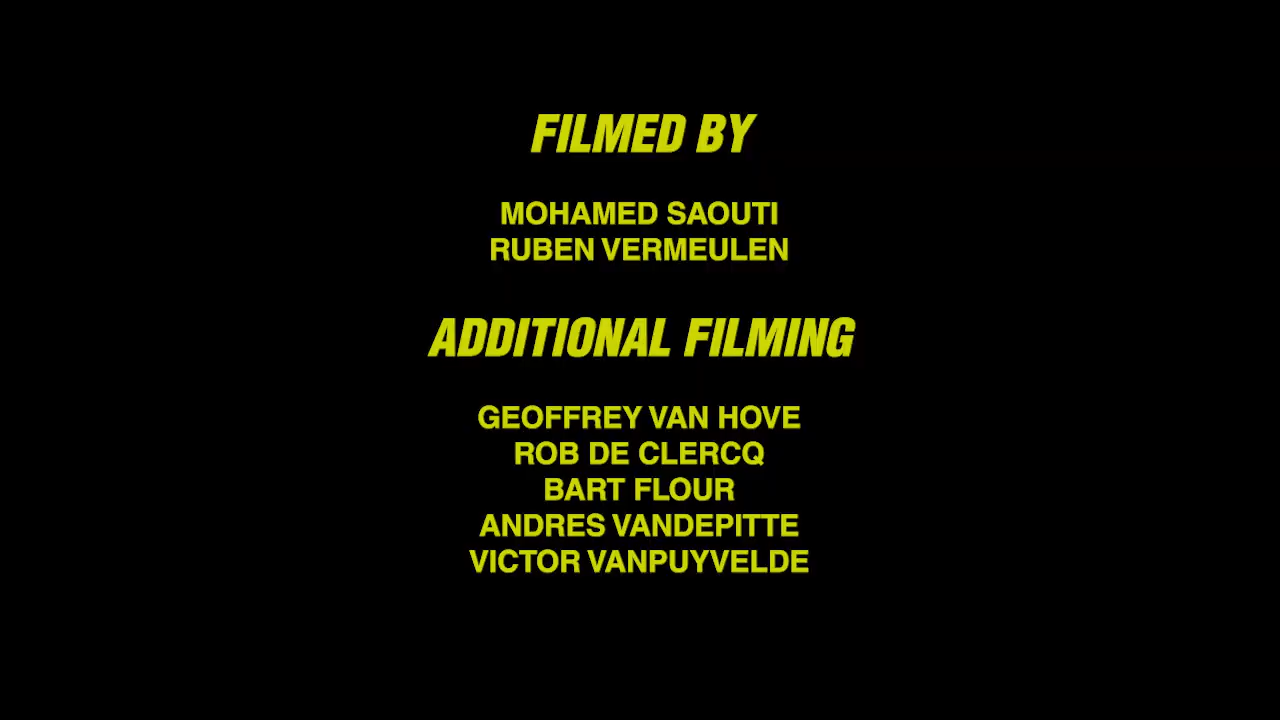 FILMED BY
MOHAMED SAOUTI
RUBEN VERMEULEN
ADDITIONAL FILMING
GEOFFREY VAN HOVE
ROB DE CLERCQ
BART FLOUR
ANDRES VANDEPITTE
VICTOR VANPUYVELDE